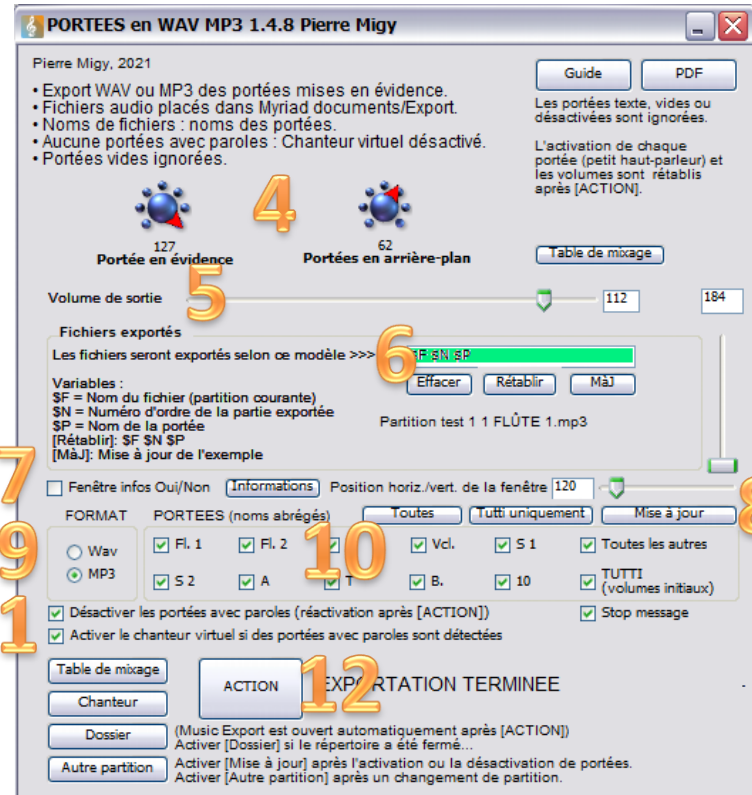 PORTEES en WAV MP3 1.4.8 Pierre Migy
Pierre Migy, 2021
Guide
PDF
• Export WAV ou MP3 des portées mises en évidence.
• Fichiers audio placés dans Myriad documents/Export.
• Noms de fichiers : noms des portées.
• Aucune portées avec paroles : Chanteur virtuel désactivé.
• Portées vides ignorées.
Les portées texte, vides ou
désactivées sont ignorées.
L'activation de chaque
portée (petit haut-parleur) et
les volumes sont rétablis
après [ACTION].
4
127
Portée en évidence
62
Portées en arrière-plan
Table de mixage
5
Volume de sortie
112
184
Fichiers exportés
6
Les fichiers seront exportés selon ce modèle >>>
$F $N $P
Effacer
Rétablir
MàJ
Variables :
$F = Nom du fichier (partition courante)
$N = Numéro d'ordre de la partie exportée
$P = Nom de la portée
[Rétablir]: $F $N $P
[MàJ]: Mise à jour de l'exemple
Partition test 1 1 FLÛTE 1.mp3
7
Fenêtre infos Oui/Non
Informations
Position horiz./vert. de la fenêtre
120
8
FORMAT
PORTEES (noms abrégés)
Toutes
Tutti uniquement
Mise à jour
9
Wav
MP3
10
Fl. 1
Fl. 2
Vcl.
S 1
Toutes les autres
S 2
A
T
B.
10
TUTTI
(volumes initiaux)
1
Désactiver les portées avec paroles (réactivation après [ACTION])
Stop message
Activer le chanteur virtuel si des portées avec paroles sont détectées
12
Table de mixage
Chanteur
Dossier
Autre partition
ACTION
EXPORTATION TERMINEE
(Music Export est ouvert automatiquement après [ACTION])
Activer [Dossier] si le répertoire a été fermé...
Activer [Mise à jour] après l'activation ou la désactivation de portées.
Activer [Autre partition] après un changement de partition.